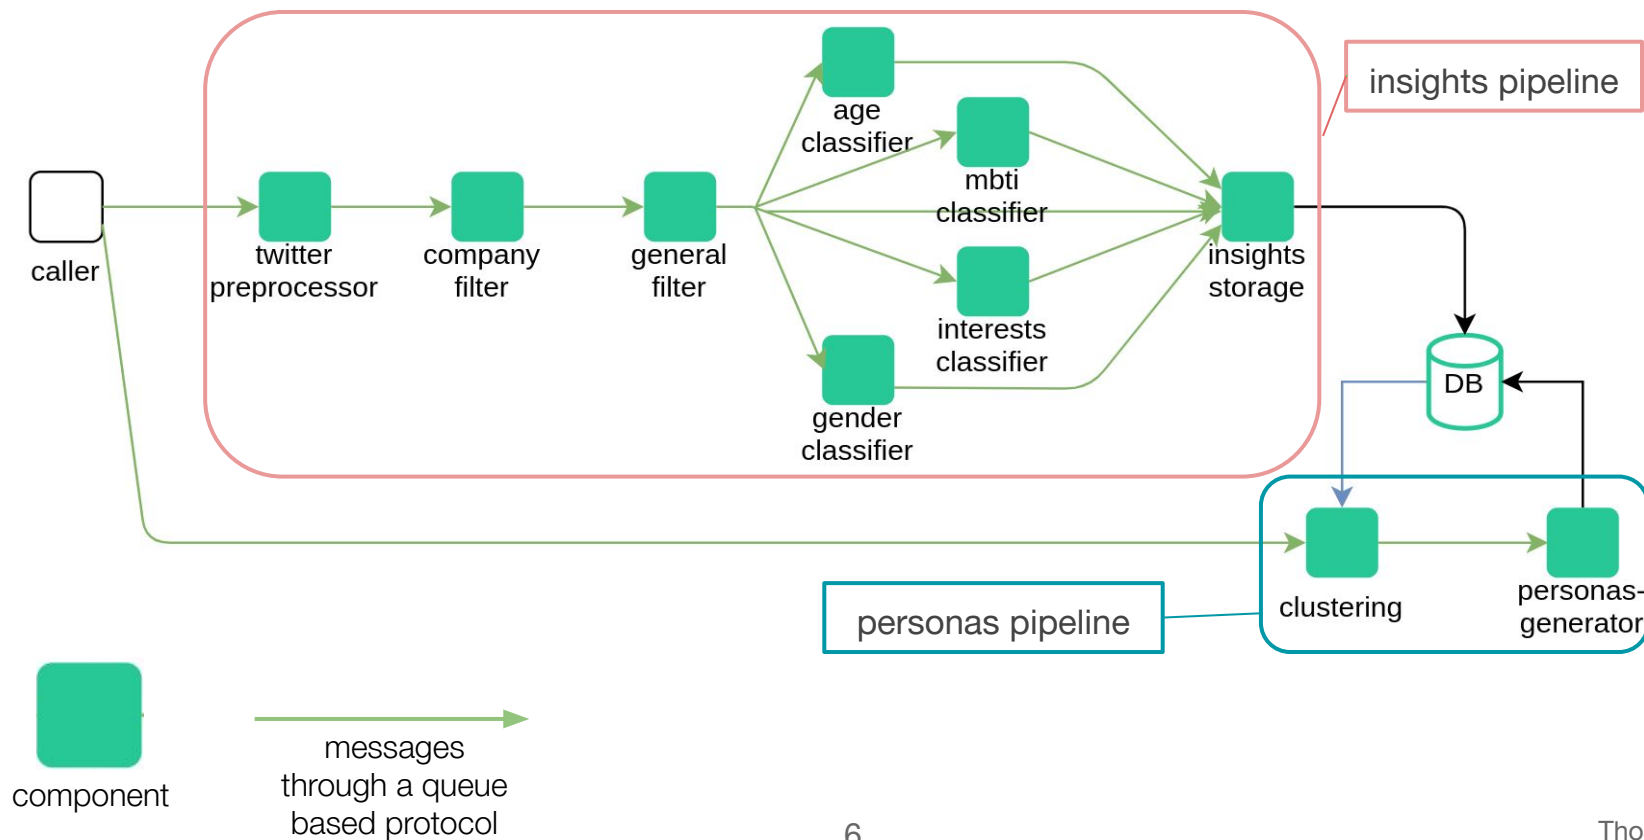 insights pipeline
age
classifier
mbti
classifier
caller
twitter
preprocessor
company
filter
general
filter
insights
storage
interests
classifier
gender
classifier
DB
clustering
personas-
generator
personas pipeline
component
messages
through a queue
based protocol
6
Tho